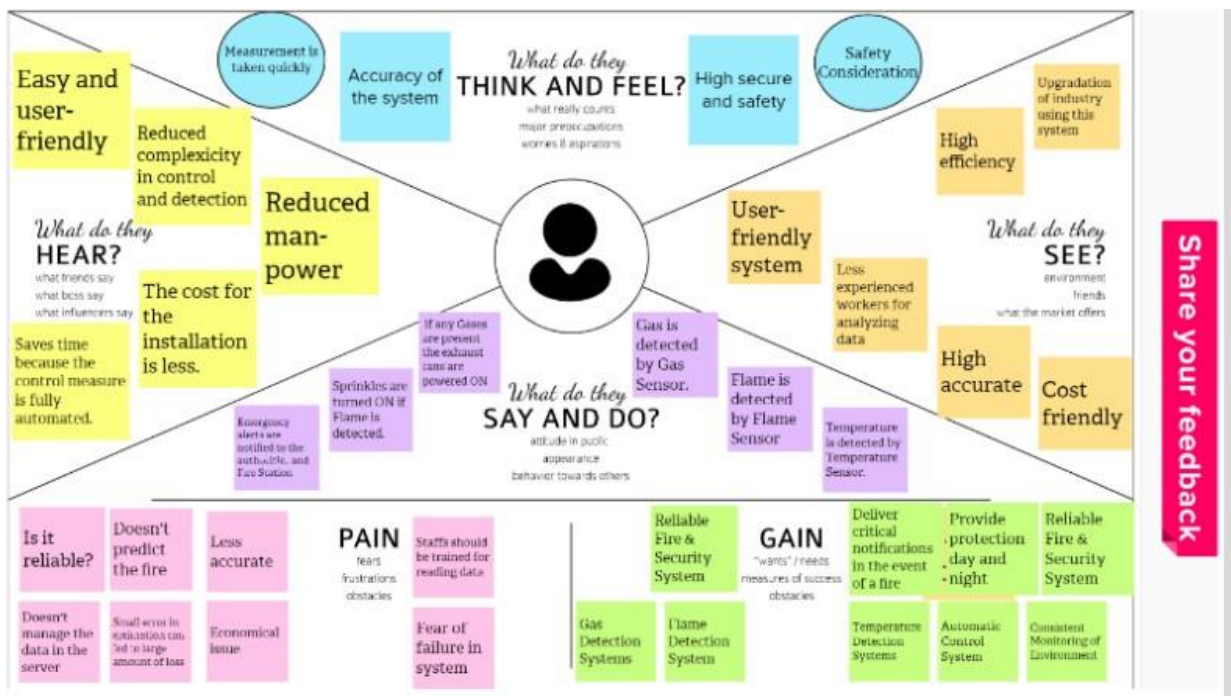 Measurement is
taken quickly
Accuracy of
the system
What do they
THINK AND FEEL?
what really counts
major preoccupations
worries & aspirations
High secure
and safety
Safety
Consideration
Easy and
user-
friendly
Reduced
complexicity
in control
and detection
Reduced
man-
power
What do they
HEAR?
what friends say
what boss say
what influencers say
The cost for
the
installation
is less.
Saves time
because the
control measure
is fully
automated.
Upgradation
of industry
using this
system
High
efficiency
User-
friendly
system
What do they
SEE?
environment
friends
what the market offers
Less
experienced
workers for
analyzing
data
High
accurate
Cost
friendly
If any Gases
are present
the exhaust
fans are
powered ON
Sprinkles are
turned ON if
Flame is
detected.
Emergency
alerts are
notified to the
and
Fire Station
What do they
SAY AND DO?
attitude in public
appearance
behavior towards others
Gas is
detected
by Gas
Sensor.
Flame is
detected
by Flame
Sensor
Temperature
is detected by
Temperature
Sensor.
Is it
reliable?
Doesn't
predict
the fire
Less
accurate
PAIN
fears
frustrations
obstacles
Staffs should
be trained for
reading data
Doesn't
manage the
data in the
server
Small error in
estimation can
led to large
amount of loss
Economical
issue
Fear of
failure in
system
Reliable
Fire &
Security
System
GAIN
"wants" / needs
measures of success
obstacles
Deliver
critical
notifications
in the event
of a fire
Provide
protection
day and
night
Reliable
Fire &
Security
System
Gas
Detection
Systems
Flame
Detection
System
Temperature
Detection
Systems
Automatic
Control
System
Consistent
Monitoring of
Environment
Share your feedback